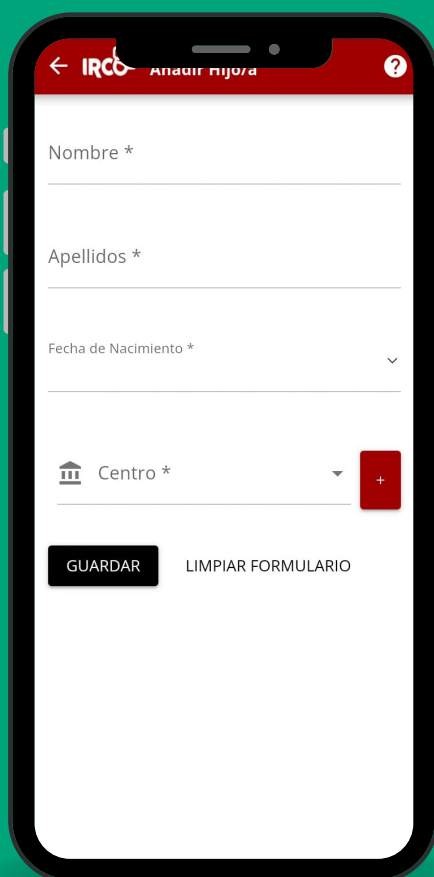 IRCO Añadir Hijo/a ?
Nombre *
Apellidos *
Fecha de Nacimiento *
Centro * +
GUARDAR LIMPIAR FORMULARIO